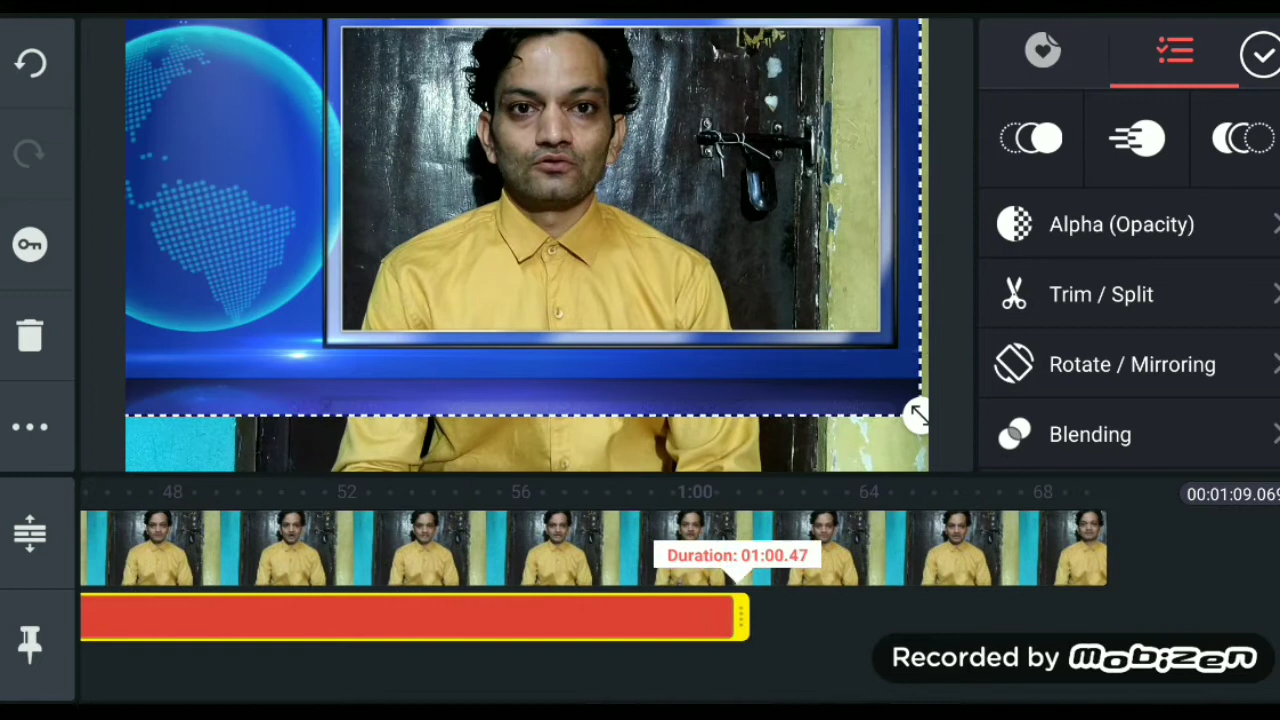 Alpha (Opacity)
Trim / Split
Rotate / Mirroring
Blending
48 52 56 1:00 64 68
00:01:09.069
Duration: 01:00.47
Recorded by Mobizen